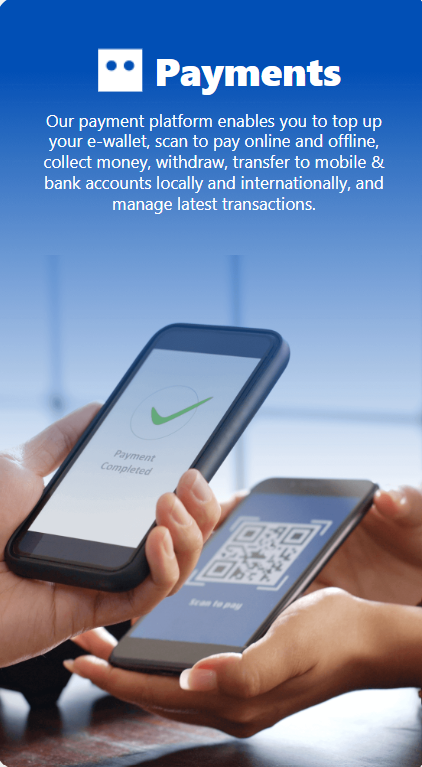 Payments
Our payment platform enables you to top up
your e-wallet, scan to pay online and offline,
collect money, withdraw, transfer to mobile &
bank accounts locally and internationally, and
manage latest transactions.
Payment
Completed
Scan to pay